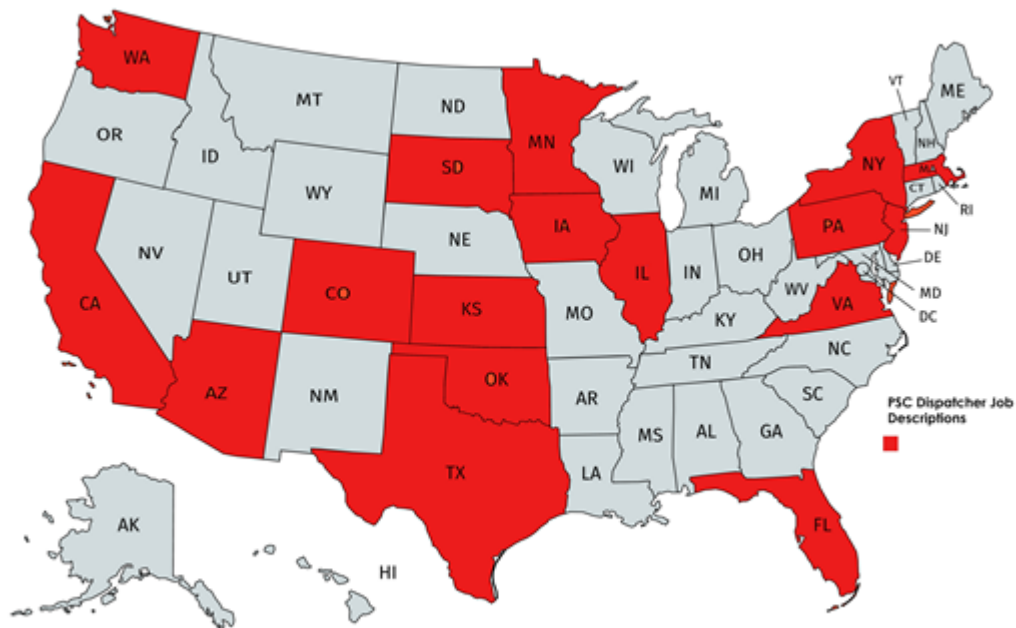 WA
MT
ND
MN
VT
ME
OR
ID
SD
WI
MI
NY
NH
MA
CT
RI
WY
IA
PA
NJ
NV
UT
NE
IL
IN
OH
DE
CA
CO
KS
MO
WV
VA
MD
DC
KY
AZ
NM
OK
AR
TN
NC
SC
TX
LA
MS
AL
GA
PSC Dispatcher Job
Descriptions
AK
HI
FL